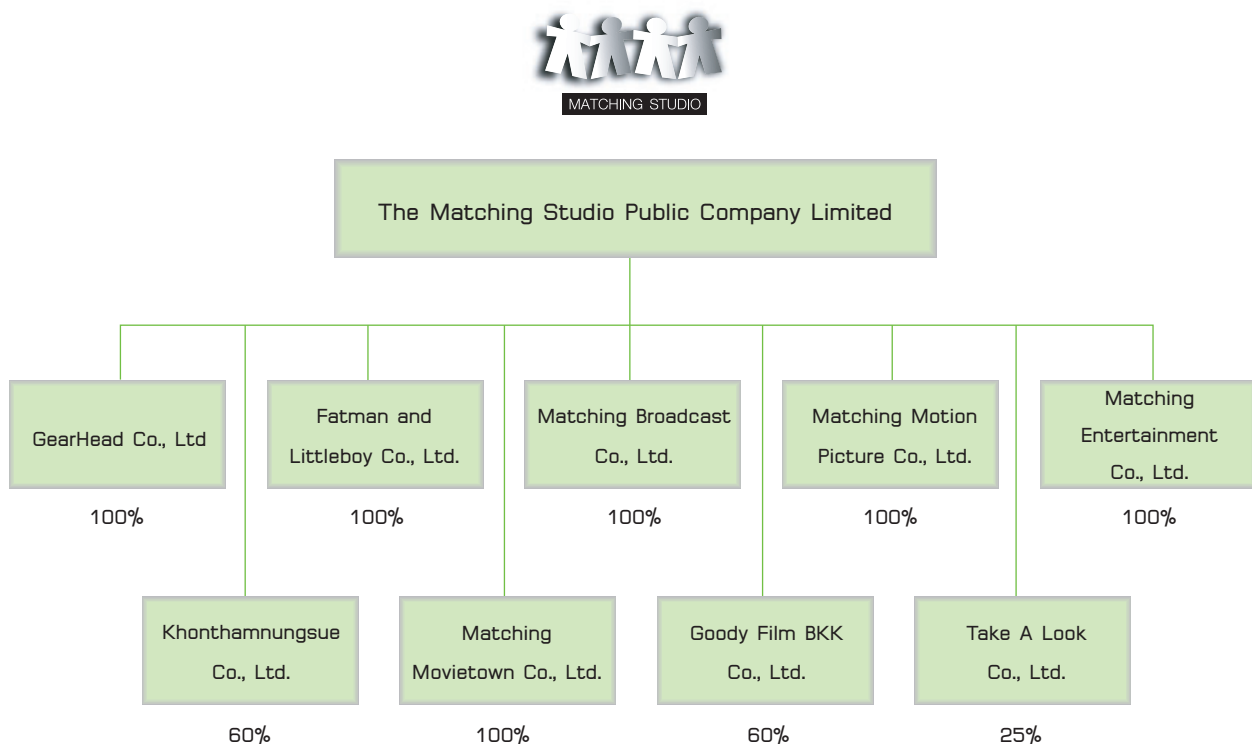 MATCHING STUDIO
The Matching Studio Public Company Limited
GearHead Co., Ltd
100%
Fatman and
Littleboy Co., Ltd.
100%
Matching Broadcast
Co., Ltd.
100%
Matching Motion
Picture Co., Ltd.
100%
Matching
Entertainment
Co., Ltd.
100%
Khonthamnungsue
Co., Ltd.
60%
Matching
Movietown Co., Ltd.
100%
Goody Film BKK
Co., Ltd.
60%
Take A Look
Co., Ltd.
25%